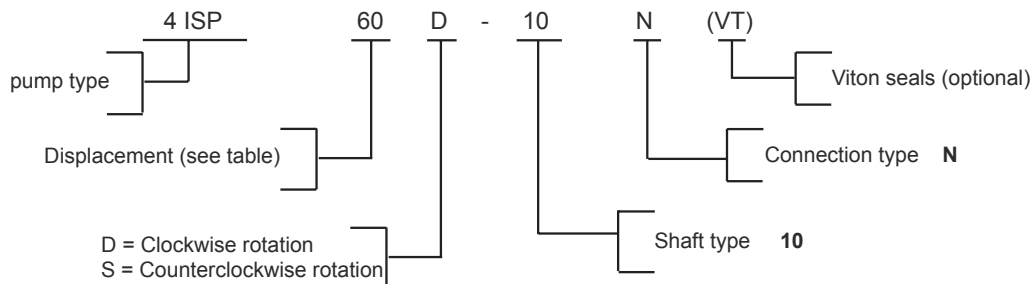 4 ISP 60 D - 10 N (VT)
pump type
Viton seals (optional)
Displacement (see table)
Connection type N
D = Clockwise rotation
S = Counterclockwise rotation
Shaft type 10